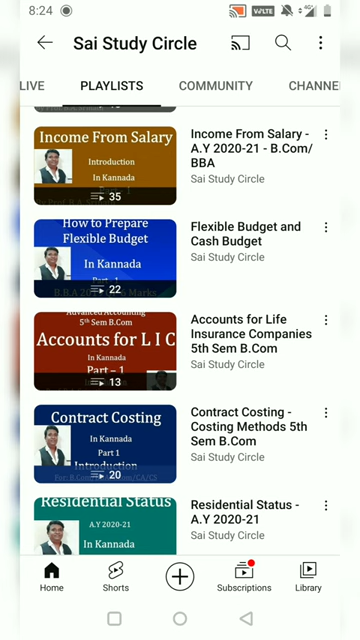 8:24
VoLTE
4G
Sai Study Circle
LIVE
PLAYLISTS
COMMUNITY
CHANNE
Income From Salary
Introduction
In Kannada
35
Income From Salary -
A.Y 2020-21 - B.Com/
BBA
Sai Study Circle
How to Prepare
Flexible Budget
In Kannada
22
Flexible Budget and
Cash Budget
Sai Study Circle
Advanced Accounting
5th Sem B.Com
Accounts for L I C
In Kannada
Part – 1
13
Accounts for Life
Insurance Companies
5th Sem B.Com
Sai Study Circle
Contract Costing
In Kannada
Part 1
Introduction
20
Contract Costing -
Costing Methods 5th
Sem B.Com
Sai Study Circle
Residential Status
A.Y 2020-21
In Kannada
Residential Status -
A.Y 2020-21
Sai Study Circle
Home
Shorts
Subscriptions
Library